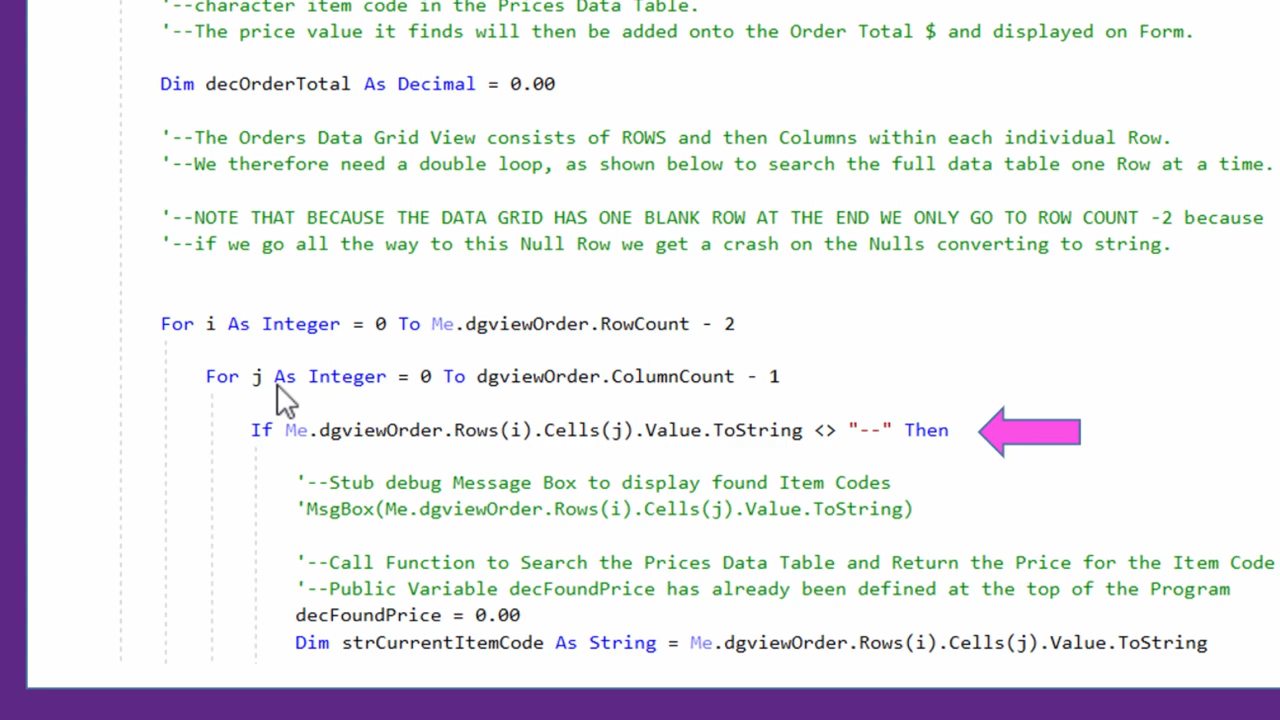 '--character item code in the Prices Data Table.
'--The price value it finds will then be added onto the Order Total $ and displayed on Form.
Dim decOrderTotal As Decimal = 0.00
'--The Orders Data Grid View consists of ROWS and then Columns within each individual Row.
'--We therefore need a double loop, as shown below to search the full data table one Row at a time.
'--NOTE THAT BECAUSE THE DATA GRID HAS ONE BLANK ROW AT THE END WE ONLY GO TO ROW COUNT -2 because
'--if we go all the way to this Null Row we get a crash on the Nulls converting to string.
For i As Integer = 0 To Me.dgviewOrder.RowCount - 2
For j As Integer = 0 To dgviewOrder.ColumnCount - 1
If Me.dgviewOrder.Rows(i).Cells(j).Value.ToString <> "--" Then
'--Stub debug Message Box to display found Item Codes
'MsgBox(Me.dgviewOrder.Rows(i).Cells(j).Value.ToString)
'--Call Function to Search the Prices Data Table and Return the Price for the Item Code
'--Public Variable decFoundPrice has already been defined at the top of the Program
decFoundPrice = 0.00
Dim strCurrentItemCode As String = Me.dgviewOrder.Rows(i).Cells(j).Value.ToString